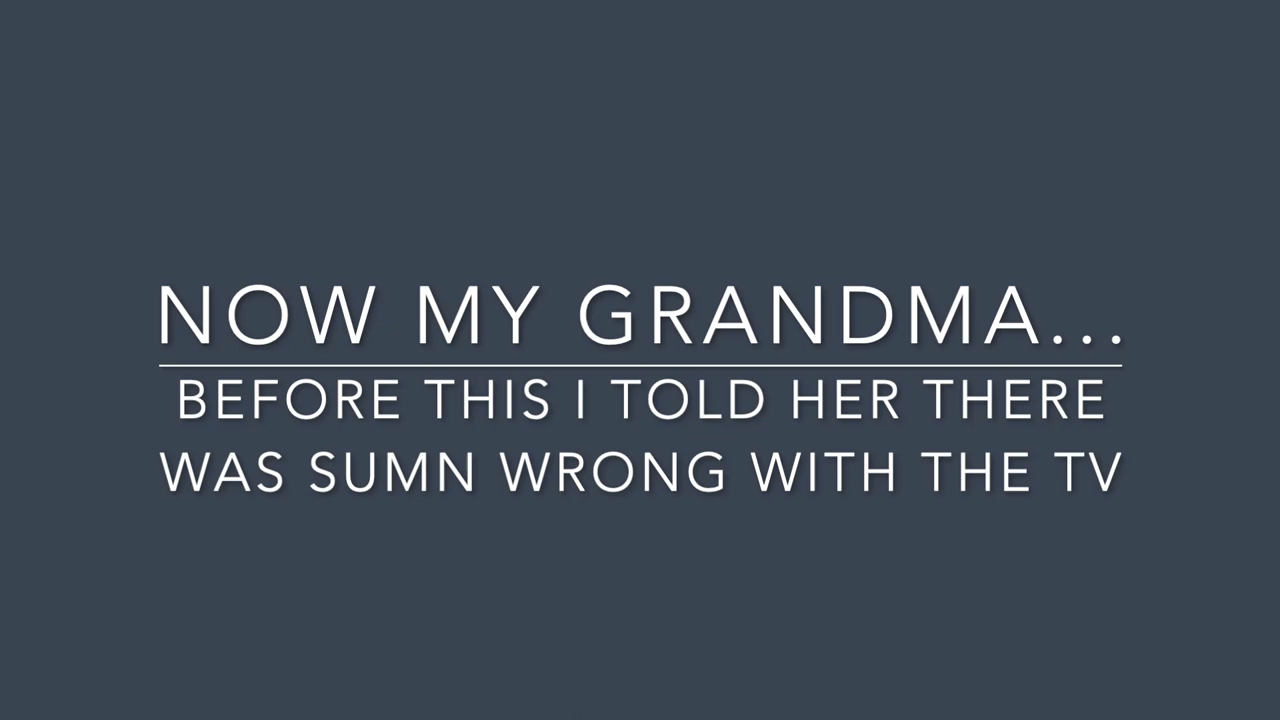 NOW MY GRANDMA...
BEFORE THIS I TOLD HER THERE
WAS SUMN WRONG WITH THE TV